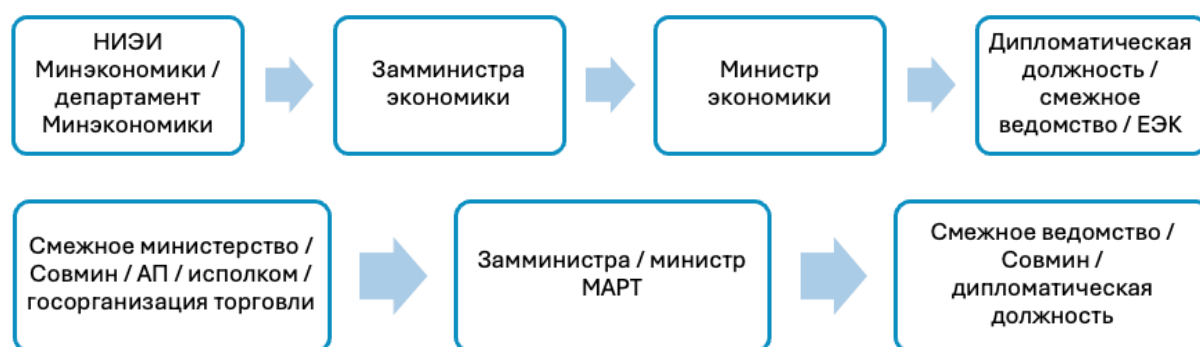 НИЭИ
Минэкономики /
департамент
Минэкономики
Замминистра
экономики
Министр
экономики
Дипломатическая
должность /
смежное
ведомство / ЕЭК
Смежное министерство /
Совмин / АП / исполком /
госорганизация торговли
Замминистра / министр
МАРТ
Смежное ведомство /
Совмин /
дипломатическая
должность